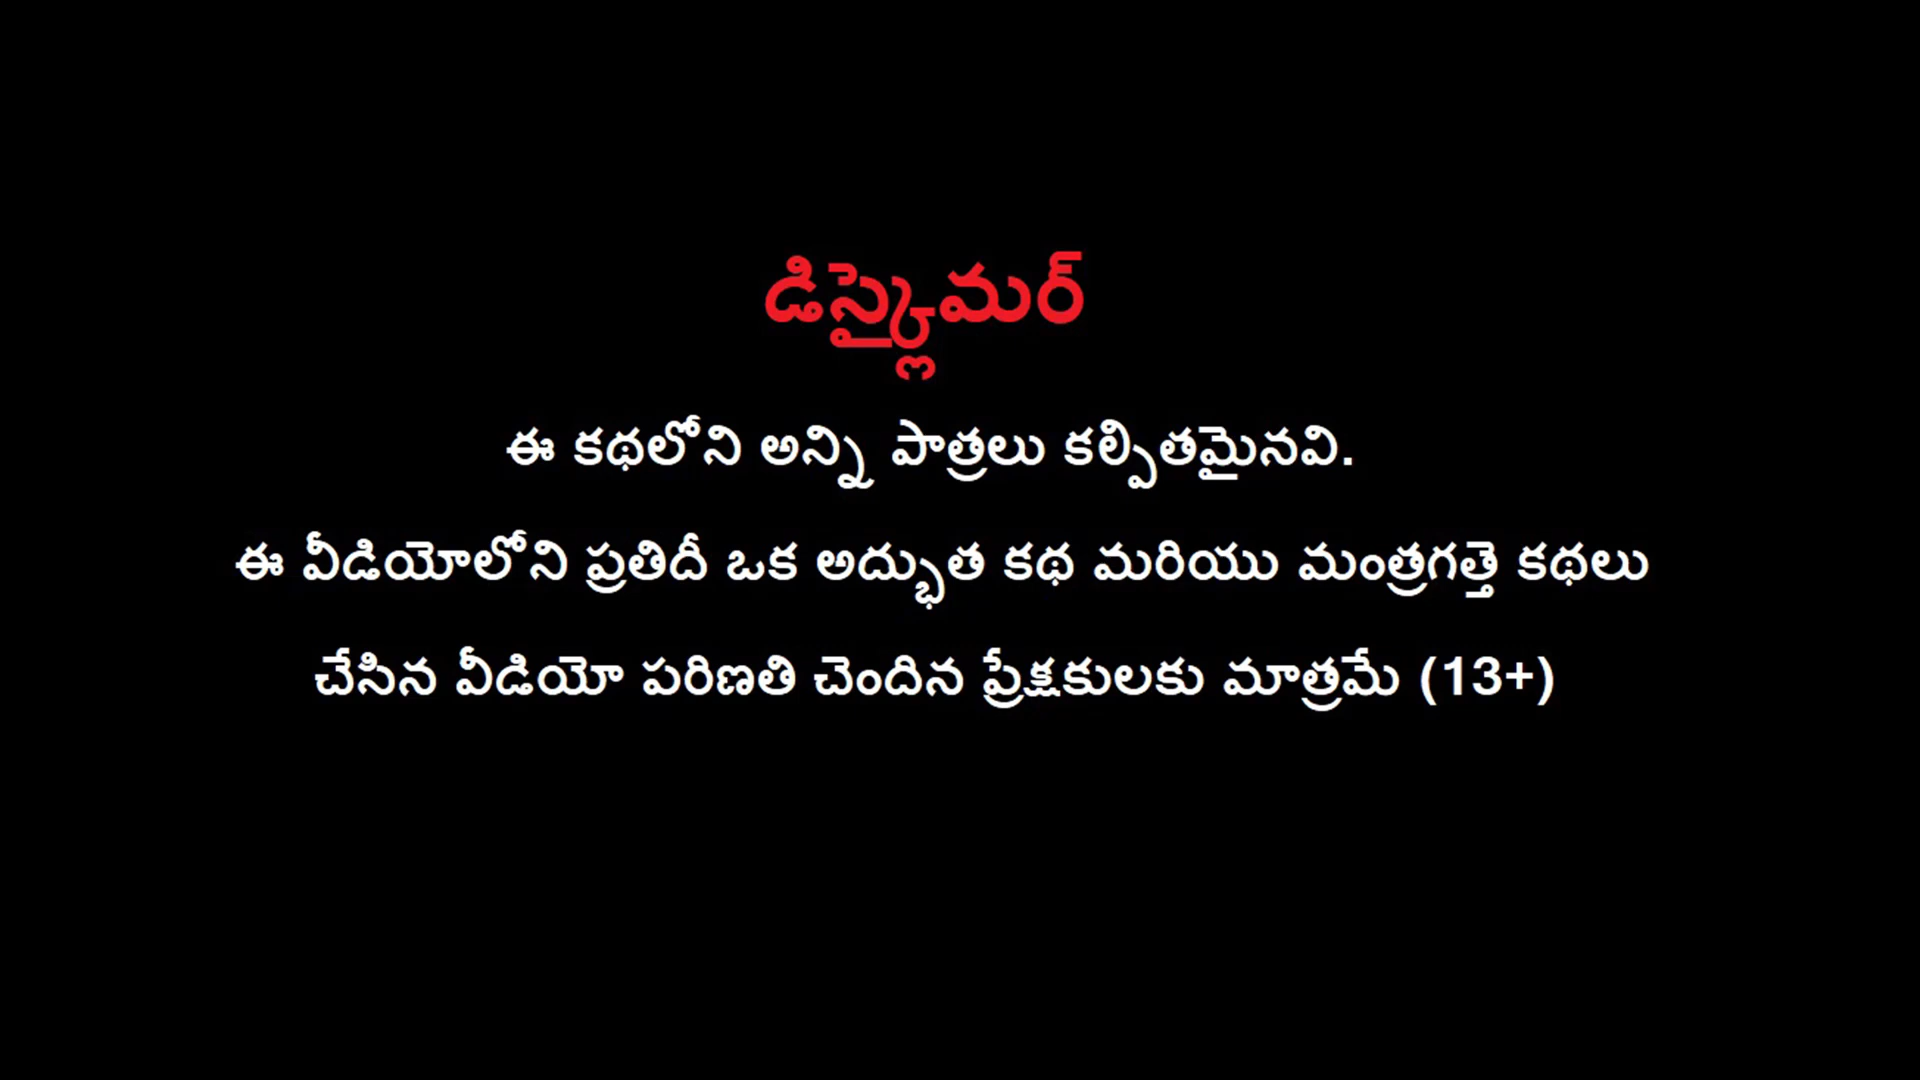 డిస్క్లైమర్
ఈ కథలోని అన్ని పాత్రలు కల్పితమైనవి.
ఈ వీడియోలోని ప్రతిదీ ఒక అద్భుత కథ మరియు మంత్రగత్తె కథలు
చేసిన వీడియో పరిణతి చెందిన ప్రేక్షకులకు మాత్రమే (13+)